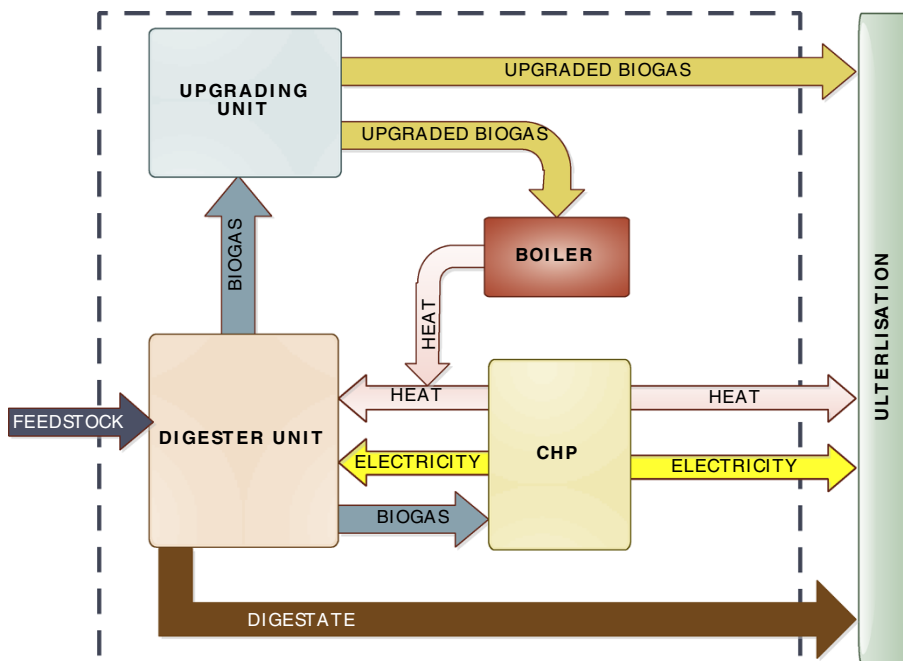 UPGRADING
UNIT
UPGRADED BIOGAS
UPGRADED BIOGAS
BIOGAS
BOILER
HEAT
ULTERLISATION
HEAT
HEAT
FEEDSTOCK
DIGESTER UNIT
CHP
ELECTRICITY
ELECTRICITY
BIOGAS
DIGESTATE